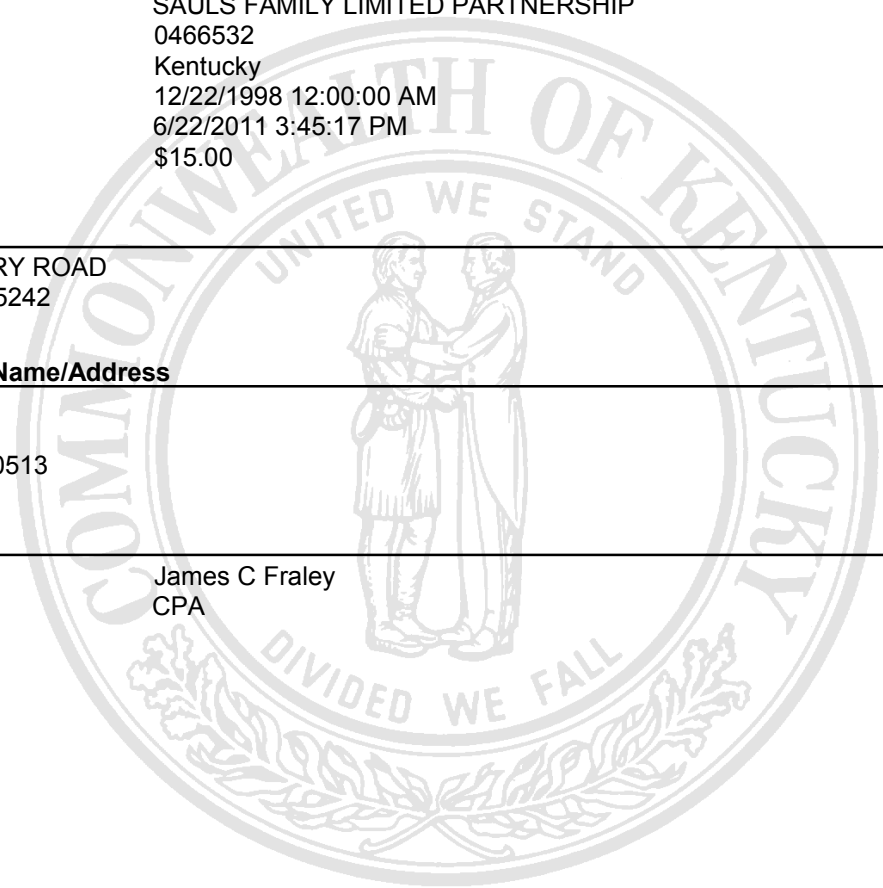 SAULS FAMILY LIMITED PARTNERSHIP
0466532
Kentucky
12/22/1998 12:00:00 AM
6/22/2011 3:45:17 PM
$15.00
RY ROAD
5242
Name/Address
0513
James C Fraley
CPA
COMMONWEALTH OF KENTUCKY
UNITED WE STAND
DIVIDED WE FALL